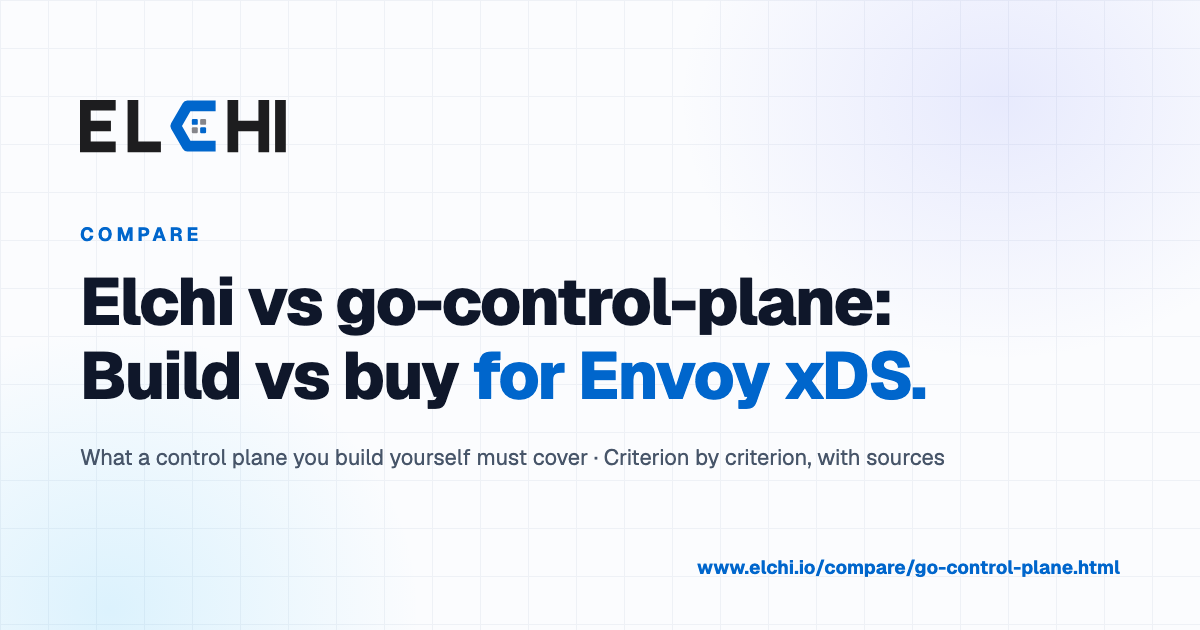 ELCHI
COMPARE
Elchi vs go-control-plane:
Build vs buy for Envoy xDS.
What a control plane you build yourself must cover · Criterion by criterion, with sources
www.elchi.io/compare/go-control-plane.html